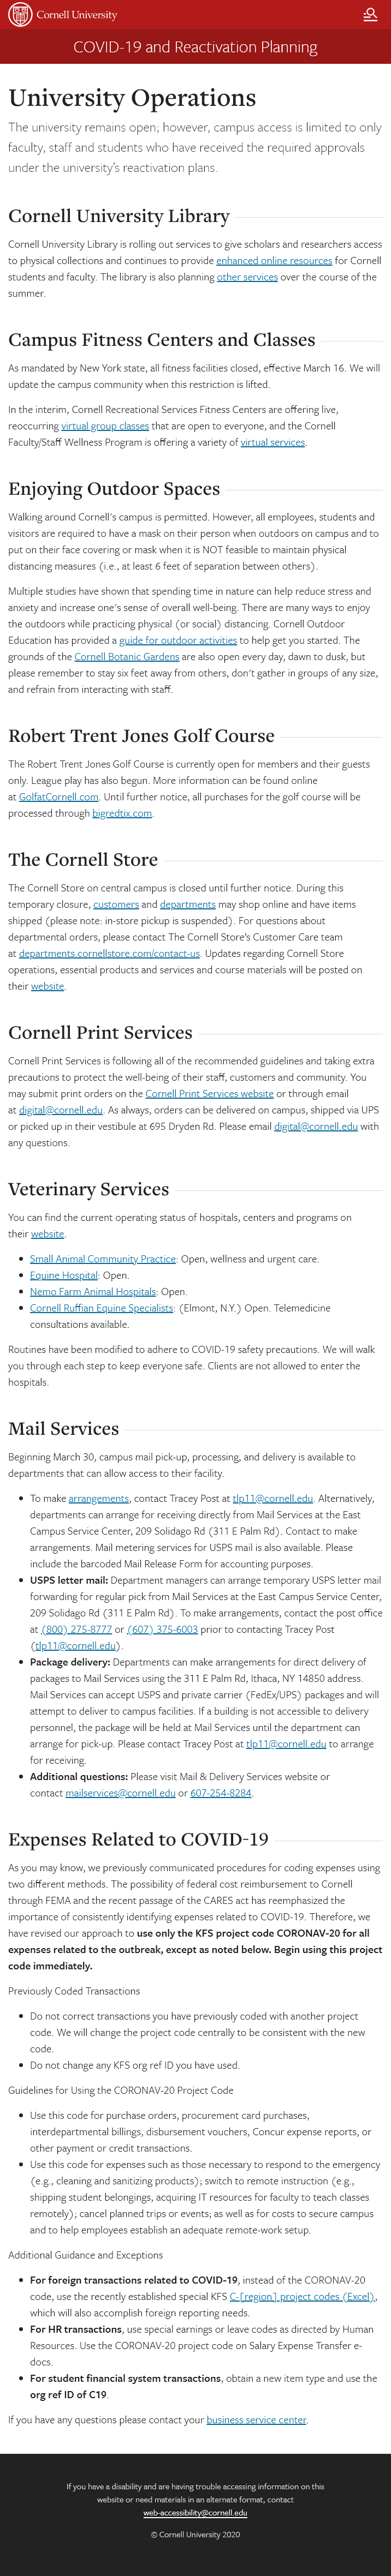 Cornell University
COVID-19 and Reactivation Planning
University Operations
The university remains open; however, campus access is limited to only
faculty, staff and students who have received the required approvals
under the university's reactivation plans.
Cornell University Library
Cornell University Library is rolling out services to give scholars and researchers access
to physical collections and continues to provide enhanced online resources for Cornell
students and faculty. The library is also planning other services over the course of the
summer.
Campus Fitness Centers and Classes
As mandated by New York state, all fitness facilities closed, effective March 16. We will
update the campus community when this restriction is lifted.
In the interim, Cornell Recreational Services Fitness Centers are offering live,
reoccurring virtual group classes that are open to everyone, and the Cornell
Faculty/Staff Wellness Program is offering a variety of virtual services.
Enjoying Outdoor Spaces
Walking around Cornell's campus is permitted. However, all employees, students and
visitors are required to have a mask on their person when outdoors on campus and to
put on their face covering or mask when it is NOT feasible to maintain physical
distancing measures (i.e., at least 6 feet of separation between others).
Multiple studies have shown that spending time in nature can help reduce stress and
anxiety and increase one's sense of overall well-being. There are many ways to enjoy
the outdoors while practicing physical (or social) distancing. Cornell Outdoor
Education has provided a guide for outdoor activities to help get you started. The
grounds of the Cornell Botanic Gardens are also open every day, dawn to dusk, but
please remember to stay six feet away from others, don't gather in groups of any size,
and refrain from interacting with staff.
Robert Trent Jones Golf Course
The Robert Trent Jones Golf Course is currently open for members and their guests
only. League play has also begun. More information can be found online
at GolfatCornell.com. Until further notice, all purchases for the golf course will be
processed through bigredtix.com.
The Cornell Store
The Cornell Store on central campus is closed until further notice. During this
temporary closure, customers and departments may shop online and have items
shipped (please note: in-store pickup is suspended). For questions about
departmental orders, please contact The Cornell Store's Customer Care team
at departments.cornellstore.com/contact-us. Updates regarding Cornell Store
operations, essential products and services and course materials will be posted on
their website.
Cornell Print Services
Cornell Print Services is following all of the recommended guidelines and taking extra
precautions to protect the well-being of their staff, customers and community. You
may submit print orders on the Cornell Print Services website or through email
at digital@cornell.edu. As always, orders can be delivered on campus, shipped via UPS
or picked up in their vestibule at 695 Dryden Rd. Please email digital@cornell.edu with
any questions.
Veterinary Services
You can find the current operating status of hospitals, centers and programs on
their website.
• Small Animal Community Practice: Open, wellness and urgent care.
• Equine Hospital: Open.
• Nemo Farm Animal Hospitals: Open.
• Cornell Ruffian Equine Specialists: (Elmont, N.Y.) Open. Telemedicine
consultations available.
Routines have been modified to adhere to COVID-19 safety precautions. We will walk
you through each step to keep everyone safe. Clients are not allowed to enter the
hospitals.
Mail Services
Beginning March 30, campus mail pick-up, processing, and delivery is available to
departments that can allow access to their facility.
• To make arrangements, contact Tracey Post at tlp11@cornell.edu. Alternatively,
departments can arrange for receiving directly from Mail Services at the East
Campus Service Center, 209 Solidago Rd (311 E Palm Rd). Contact to make
arrangements. Mail metering services for USPS mail is also available. Please
include the barcoded Mail Release Form for accounting purposes.
• USPS letter mail: Department managers can arrange temporary USPS letter mail
forwarding for regular pick from Mail Services at the East Campus Service Center,
209 Solidago Rd (311 E Palm Rd). To make arrangements, contact the post office
at (800) 275-8777 or (607) 375-6003 prior to contacting Tracey Post
(tlp11@cornell.edu).
• Package delivery: Departments can make arrangements for direct delivery of
packages to Mail Services using the 311 E Palm Rd, Ithaca, NY 14850 address.
Mail Services can accept USPS and private carrier (FedEx/UPS) packages and will
attempt to deliver to campus facilities. If a building is not accessible to delivery
personnel, the package will be held at Mail Services until the department can
arrange for pick-up. Please contact Tracey Post at tlp11@cornell.edu to arrange
for receiving.
• Additional questions: Please visit Mail & Delivery Services website or
contact mailservices@cornell.edu or 607-254-8284.
Expenses Related to COVID-19
As you may know, we previously communicated procedures for coding expenses using
two different methods. The possibility of federal cost reimbursement to Cornell
through FEMA and the recent passage of the CARES act has reemphasized the
importance of consistently identifying expenses related to COVID-19. Therefore, we
have revised our approach to use only the KFS project code CORONAV-20 for all
expenses related to the outbreak, except as noted below. Begin using this project
code immediately.
Previously Coded Transactions
• Do not correct transactions you have previously coded with another project
code. We will change the project code centrally to be consistent with the new
code.
• Do not change any KFS org ref ID you have used.
Guidelines for Using the CORONAV-20 Project Code
• Use this code for purchase orders, procurement card purchases,
interdepartmental billings, disbursement vouchers, Concur expense reports, or
other payment or credit transactions.
• Use this code for expenses such as those necessary to respond to the emergency
(e.g., cleaning and sanitizing products); switch to remote instruction (e.g.,
shipping student belongings, acquiring IT resources for faculty to teach classes
remotely); cancel planned trips or events; as well as for costs to secure campus
and to help employees establish an adequate remote-work setup.
Additional Guidance and Exceptions
• For foreign transactions related to COVID-19, instead of the CORONAV-20
code, use the recently established special KFS C-[region] project codes (Excel),
which will also accomplish foreign reporting needs.
• For HR transactions, use special earnings or leave codes as directed by Human
Resources. Use the CORONAV-20 project code on Salary Expense Transfer e-
docs.
• For student financial system transactions, obtain a new item type and use the
org ref ID of C19.
If you have any questions please contact your business service center.
If you have a disability and are having trouble accessing information on this
website or need materials in an alternate format, contact
web-accessibility@cornell.edu
© Cornell University 2020